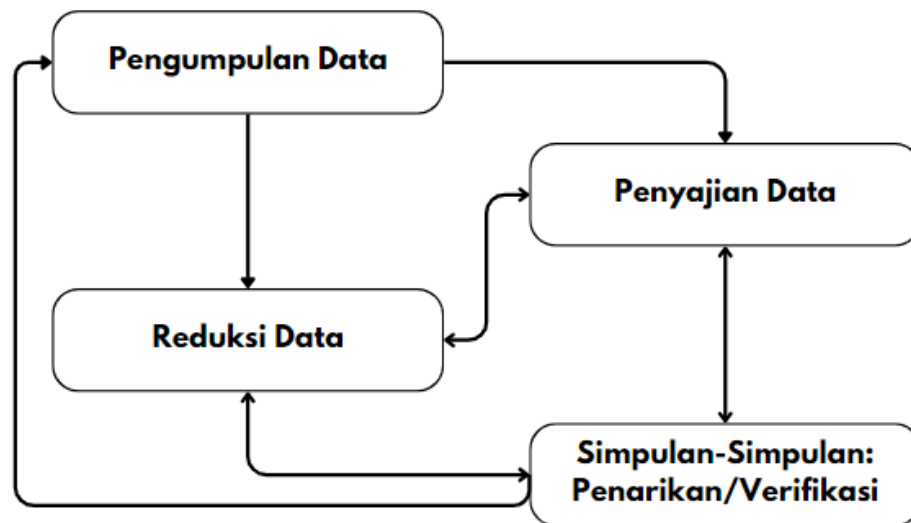 Pengumpulan Data
Penyajian Data
Reduksi Data
Simpulan-Simpulan:
Penarikan/Verifikasi